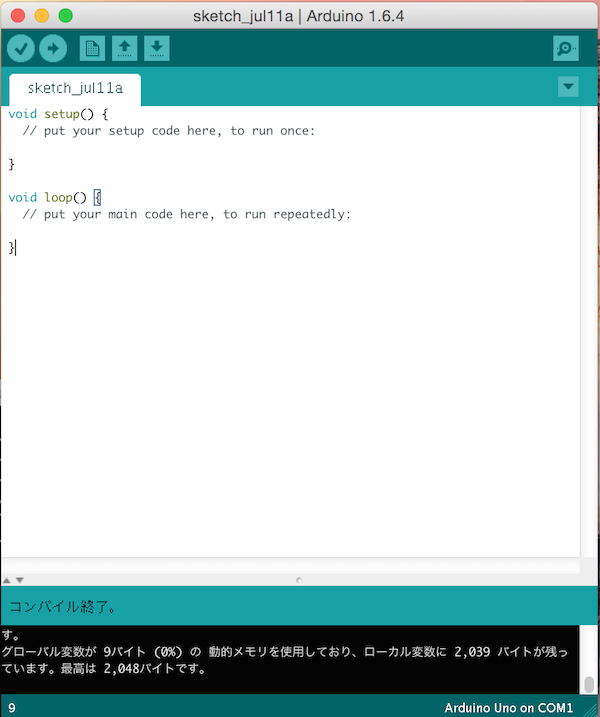 sketch_jul11a | Arduino 1.6.4
sketch_jul11a
void setup() {
  // put your setup code here, to run once:
}
void loop() {
  // put your main code here, to run repeatedly:
}
コンパイル終了。
す。
グローバル変数が 9バイト (0%) の 動的メモリを使用しており、ローカル変数に 2,039 バイトが残っ
ています。最高は 2,048バイトです。
9
Arduino Uno on COM1